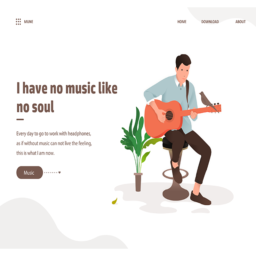 MUNE
HOME DOWNLOAD ABOUT
I have no music like
no soul
Every day to go to work with headphones,
as if without music can not live the feeling,
this is what I am now.
Music